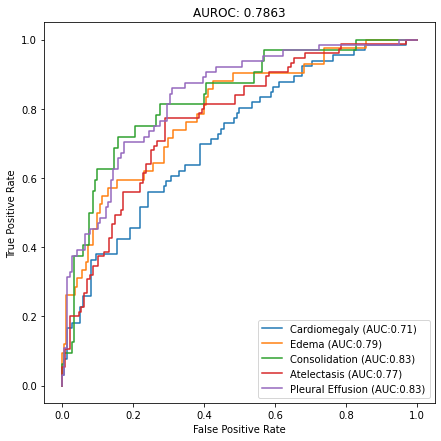 AUROC: 0.7863
True Positive Rate
1.0
0.8
0.6
0.4
0.2
0.0
Cardiomegaly (AUC:0.71)
Edema (AUC:0.79)
Consolidation (AUC:0.83)
Atelectasis (AUC:0.77)
Pleural Effusion (AUC:0.83)
0.0 0.2 0.4 0.6 0.8 1.0
False Positive Rate